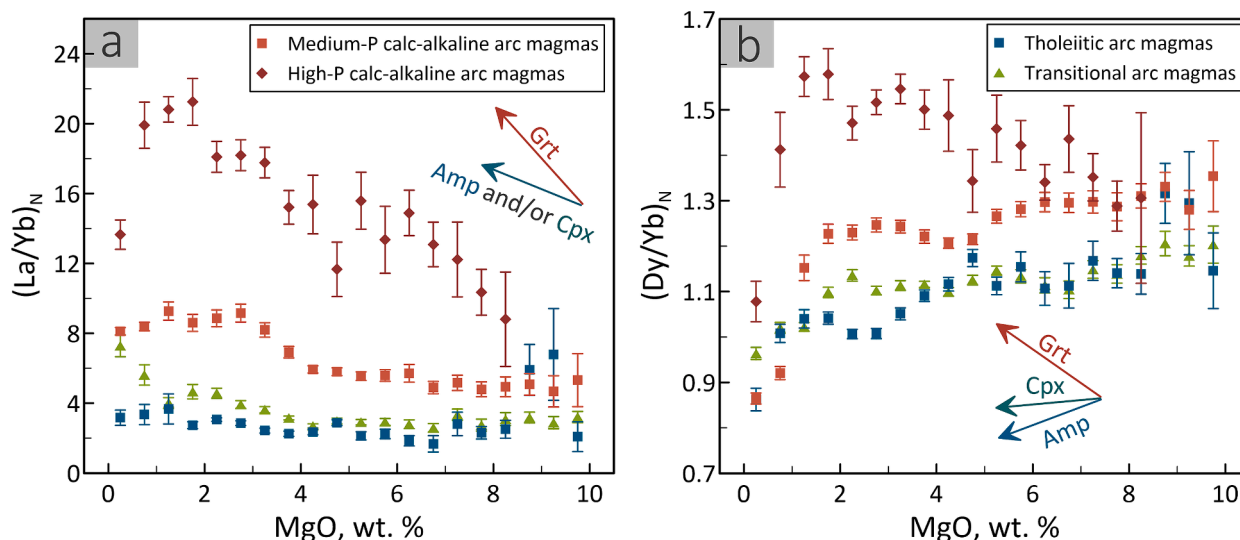 a
Medium-P calc-alkaline arc magmas
High-P calc-alkaline arc magmas
Grt
Amp and/or Cpx
24
20
16
12
8
4
0
(La/Yb)N
0 2 4 6 8 10
MgO, wt. %
b
Tholeiitic arc magmas
Transitional arc magmas
Grt
Cpx
Amp
1.7
1.5
1.3
1.1
0.9
0.7
(Dy/Yb)N
0 2 4 6 8 10
MgO, wt. %